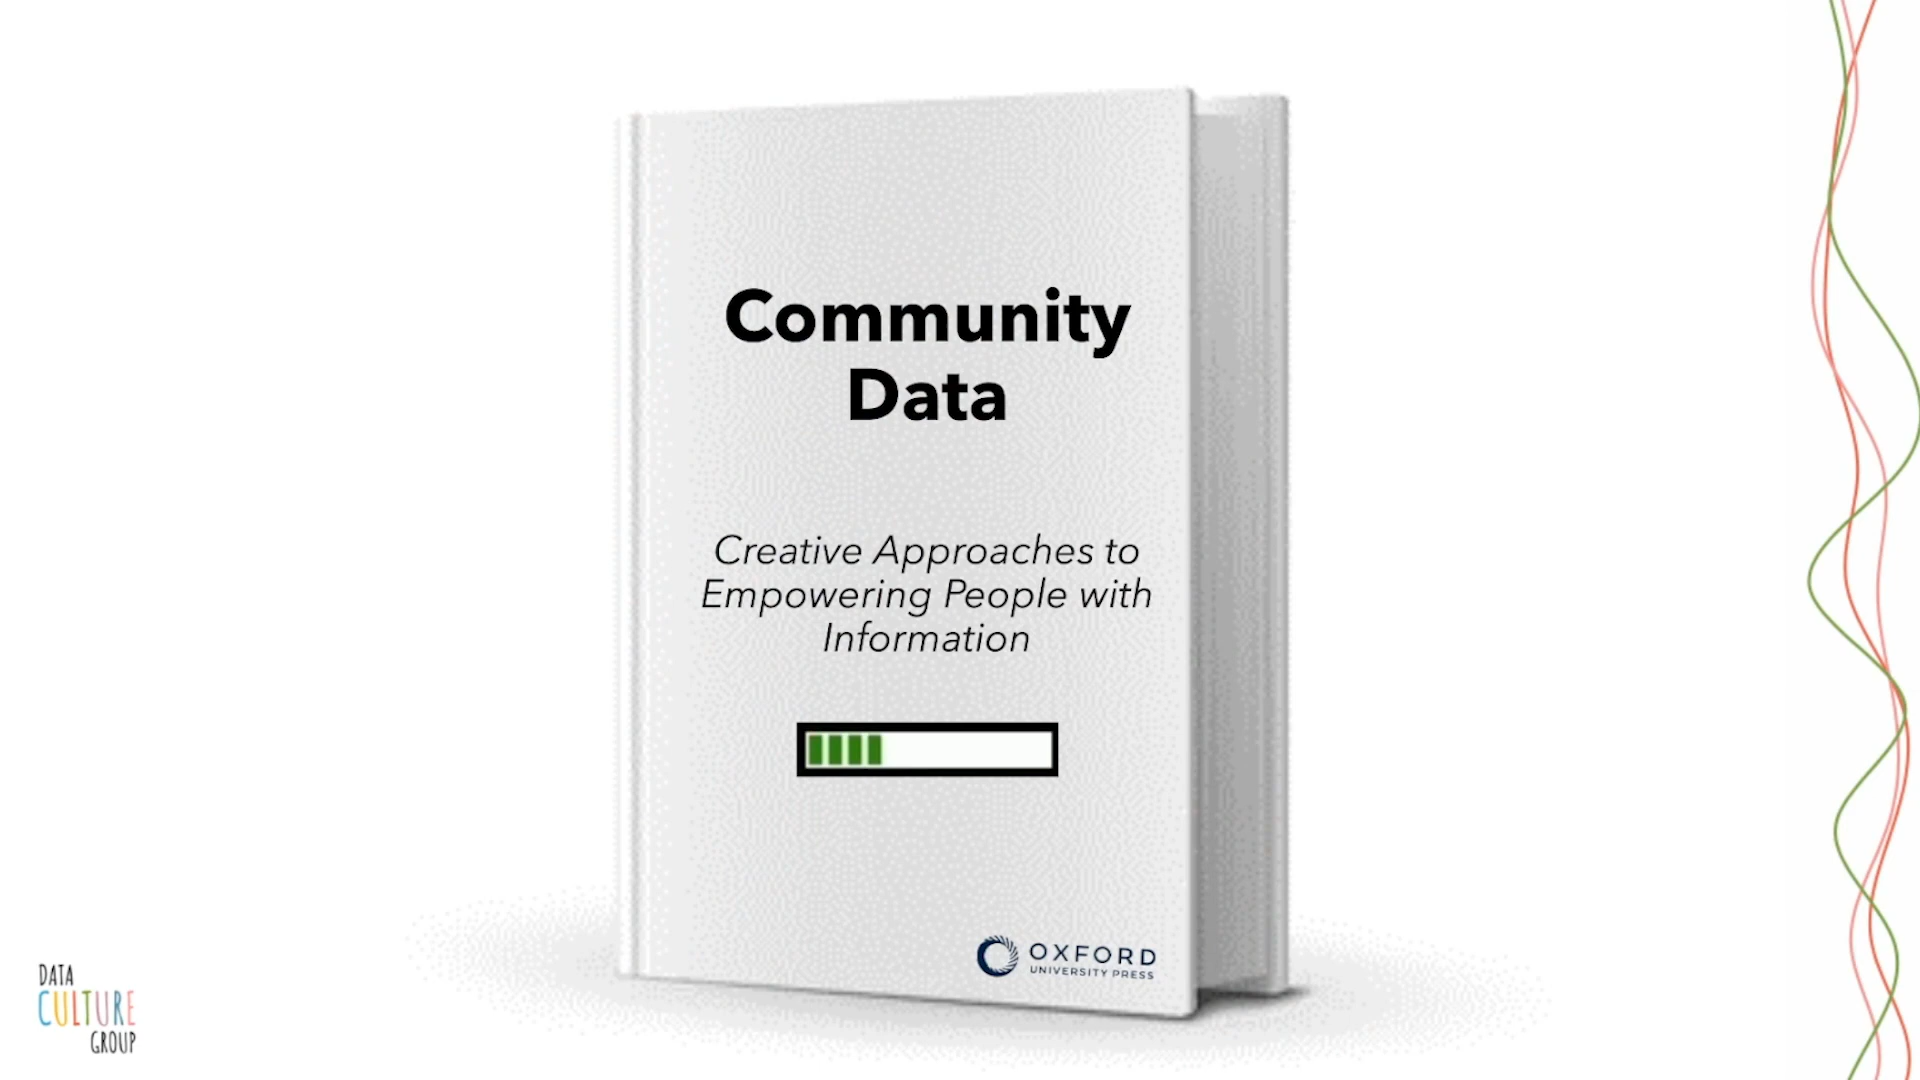 Community
Data
Creative Approaches to
Empowering People with
Information
OXFORD
UNIVERSITY PRESS
DATA
CULTURE
GROUP